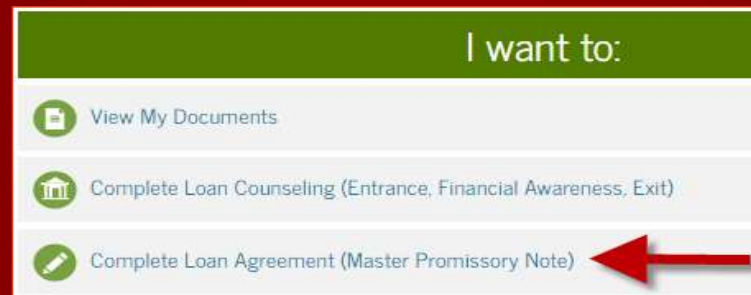 I want to:
View My Documents
Complete Loan Counseling (Entrance, Financial Awareness, Exit)
Complete Loan Agreement (Master Promissory Note)